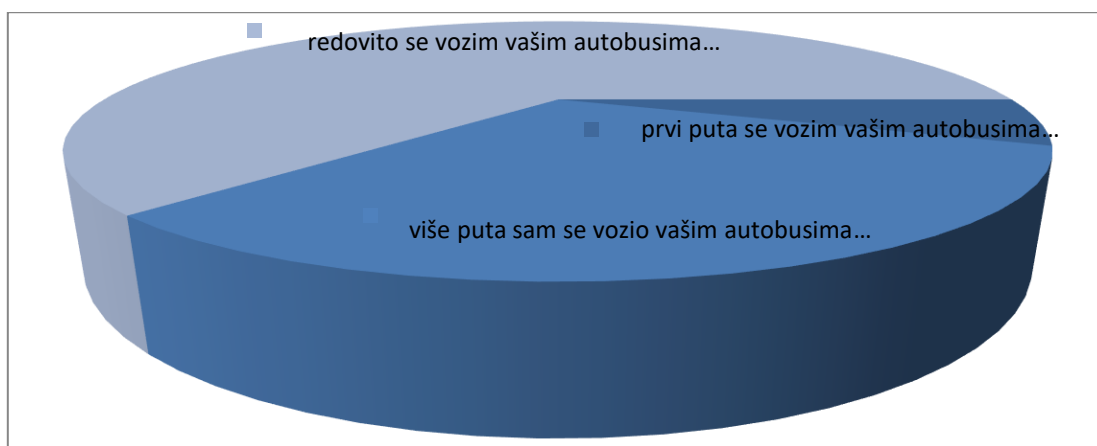 redovito se vozim vašim autobusima…
prvi puta se vozim vašim autobusima…
više puta sam se vozio vašim autobusima…